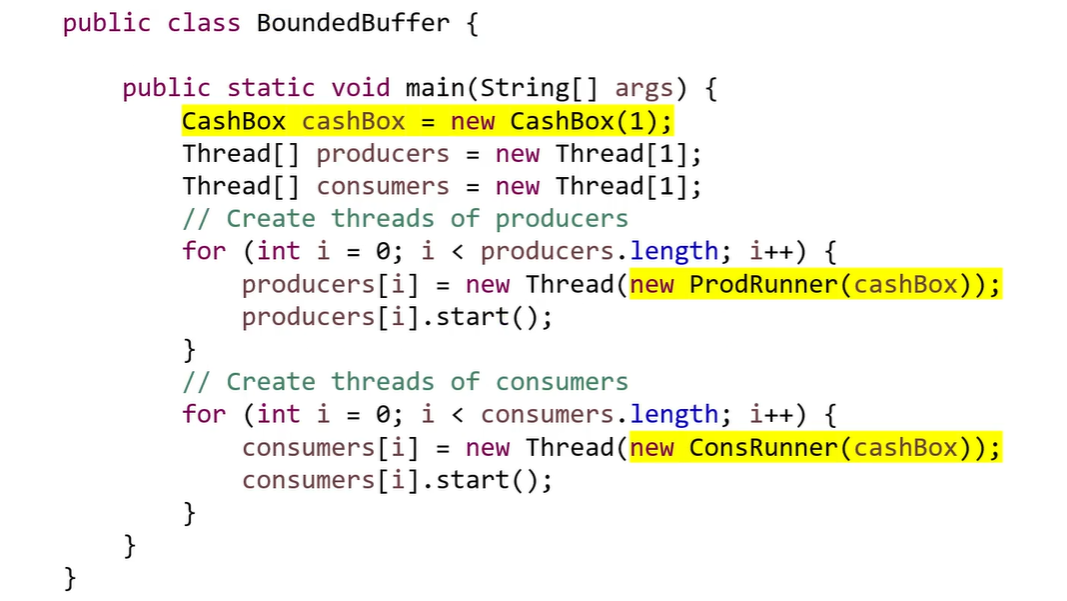 public class BoundedBuffer {
public static void main(String[] args) {
CashBox cashBox = new CashBox(1);
Thread[] producers = new Thread[1];
Thread[] consumers = new Thread[1];
// Create threads of producers
for (int i = 0; i < producers.length; i++) {
producers[i] = new Thread(new ProdRunner(cashBox));
producers[i].start();
}
// Create threads of consumers
for (int i = 0; i < consumers.length; i++) {
consumers[i] = new Thread(new ConsRunner(cashBox));
consumers[i].start();
}
}
}